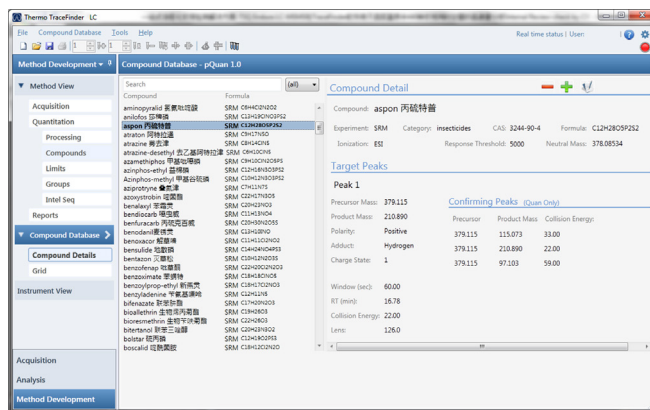 Thermo TraceFinder LC
File Compound Database Tools Help
Real time status | User:
Method Development
Compound Database - pQuan 1.0
Method View
Acquisition
Quantitation
Processing
Compounds
Limits
Groups
Intel Seq
Reports
Compound Database
Compound Details
Grid
Instrument View
Acquisition
Analysis
Method Development
Search (all)
Compound Formula
aminopyralid 氯氨吡啶酸 SRM C6H4Cl2N2O2
anilofos 莎稗磷 SRM C13H19ClNO3PS2
aspon 丙硫特普 SRM C12H28O5P2S2
atraton 阿特拉通 SRM C9H17N5O
atrazine 莠去津 SRM C8H14ClN5
atrazine-desethyl 去乙基阿特拉津 SRM C6H10ClN5
azamethiphos 甲基吡噁磷 SRM C9H10ClN2O5PS
azinphos-ethyl 益棉磷 SRM C12H16N3O3PS2
Azinphos-methyl 甲基谷硫磷 SRM C10H12N3O3PS2
aziprotryne 叠氮津 SRM C7H11N7S
azoxystrobin 嘧菌酯 SRM C22H17N3O5
benalaxyl 苯霜灵 SRM C20H23NO3
bendiocarb 噁虫威 SRM C11H13NO4
benfuracarb 丙硫克百威 SRM C20H30N2O5S
benodanil 麦锈灵 SRM C13H10INO
benoxacor 解草嗪 SRM C11H11Cl2NO2
bensulide 地散磷 SRM C14H24NO4PS3
bentazon 灭草松 SRM C10H12N2O3S
benzofenap 吡草酮 SRM C22H20Cl2N2O3
benzoximate 苯螨特 SRM C18H18ClNO5
benzoylprop-ethyl 新燕灵 SRM C18H17Cl2NO3
benzyladenine 苄氨基嘌呤 SRM C12H11N5
bifenazate 联苯肼酯 SRM C17H20N2O3
bioallethrin 生物烯丙菊酯 SRM C19H26O3
bioresmethrin 生物苄呋菊酯 SRM C22H26O3
bitertanol 联苯三唑醇 SRM C20H23N3O2
bolstar 硫丙磷 SRM C12H19O2PS3
boscalid 啶酰菌胺 SRM C18H12Cl2N2O
Compound Detail
Compound: aspon 丙硫特普
Experiment: SRM Category: insecticides CAS: 3244-90-4 Formula: C12H28O5P2S2
Ionization: ESI Response Threshold: 5000 Neutral Mass: 378.08534
Target Peaks
Peak 1
Precursor Mass: 379.115
Product Mass: 210.890
Polarity: Positive
Adduct: Hydrogen
Charge State: 1
Window (sec): 60.00
RT (min): 16.78
Collision Energy: 22.00
Lens: 126.0
Confirming Peaks (Quan Only)
Precursor Product Mass Collision Energy:
379.115 115.073 33.00
379.115 210.890 22.00
379.115 97.103 59.00